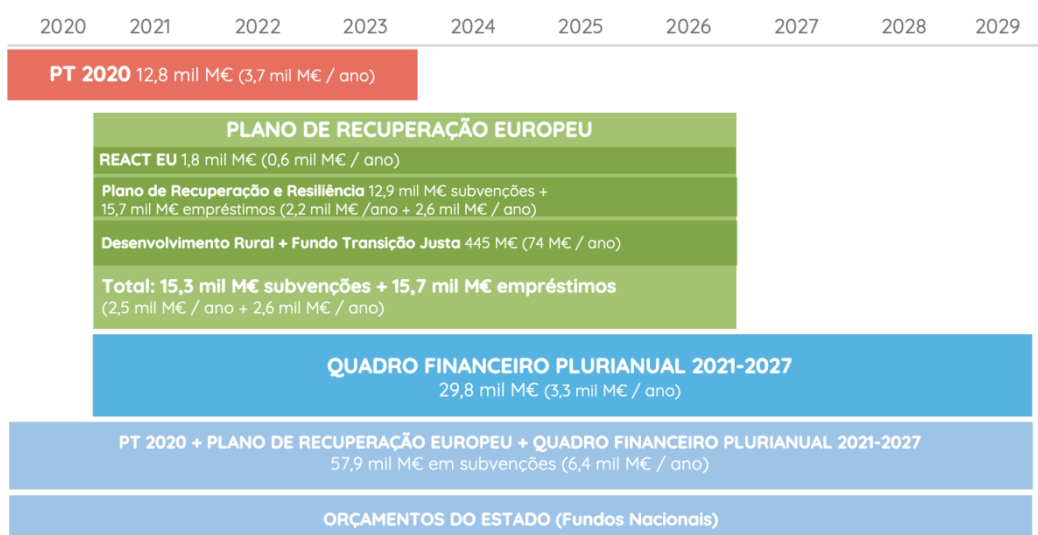 2020 2021 2022 2023 2024 2025 2026 2027 2028 2029
PT 2020 12,8 mil M€ (3,7 mil M€ / ano)
PLANO DE RECUPERAÇÃO EUROPEU
REACT EU 1,8 mil M€ (0,6 mil M€ / ano)
Plano de Recuperação e Resiliência 12,9 mil M€ subvenções +
15,7 mil M€ empréstimos (2,2 mil M€ /ano + 2,6 mil M€ / ano)
Desenvolvimento Rural + Fundo Transição Justa 445 M€ (74 M€ / ano)
Total: 15,3 mil M€ subvenções + 15,7 mil M€ empréstimos
(2,5 mil M€ / ano + 2,6 mil M€ / ano)
QUADRO FINANCEIRO PLURIANUAL 2021-2027
29,8 mil M€ (3,3 mil M€ / ano)
PT 2020 + PLANO DE RECUPERAÇÃO EUROPEU + QUADRO FINANCEIRO PLURIANUAL 2021-2027
57,9 mil M€ em subvenções (6,4 mil M€ / ano)
ORÇAMENTOS DO ESTADO (Fundos Nacionais)